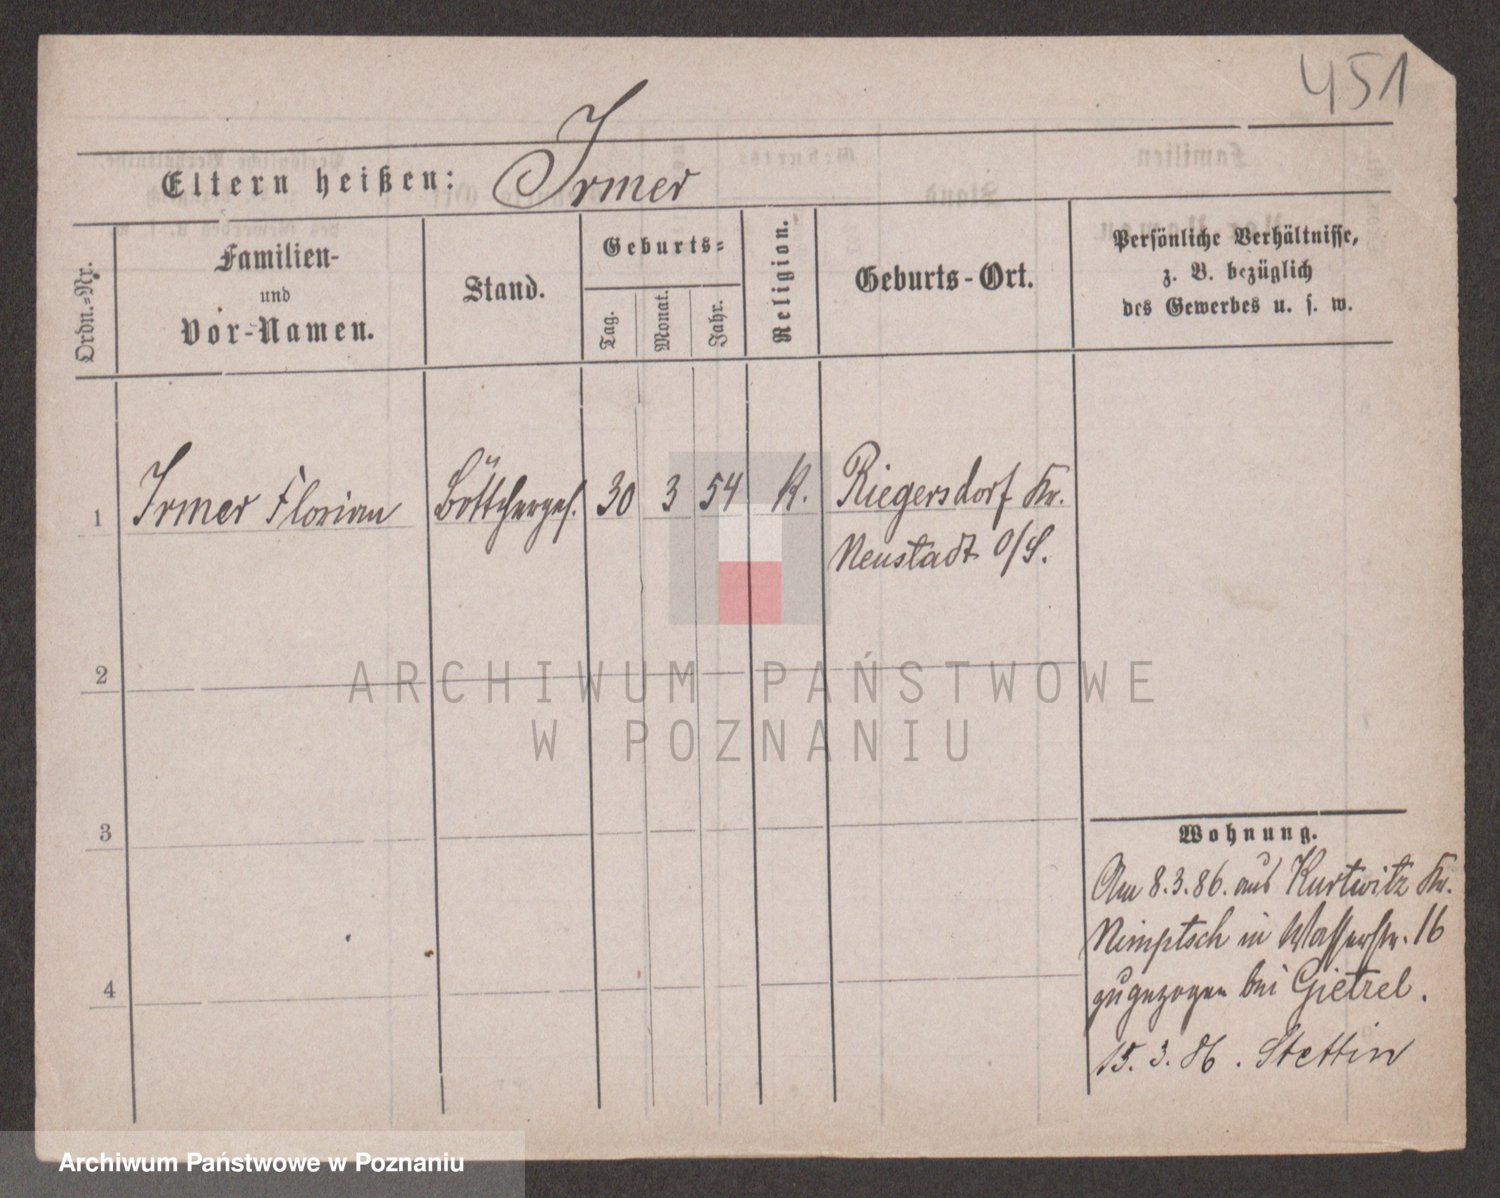 451
Eltern heißen: Irmer
Ordn.=Nr.
Familien-
und
Vor-Namen.
Stand.
Geburts=
Tag.
Monat.
Jahr.
Religion.
Geburts-Ort.
Persönliche Verhältnisse,
z. B. bezüglich
des Gewerbes u. s. w.
1 Irmer Florian Böttcherges. 30 3 54 K. Riegersdorf Kr.
Neustadt O/S.
2
3
4
Wohnung.
Am 8.3.86. aus Kurtwitz Kr.
Nimptsch in Wasserstr. 16
zugezogen bei Gietzel.
15. 3. 86. Stettin
ARCHIWUM PAŃSTWOWE
W POZNANIU
Archiwum Państwowe w Poznaniu